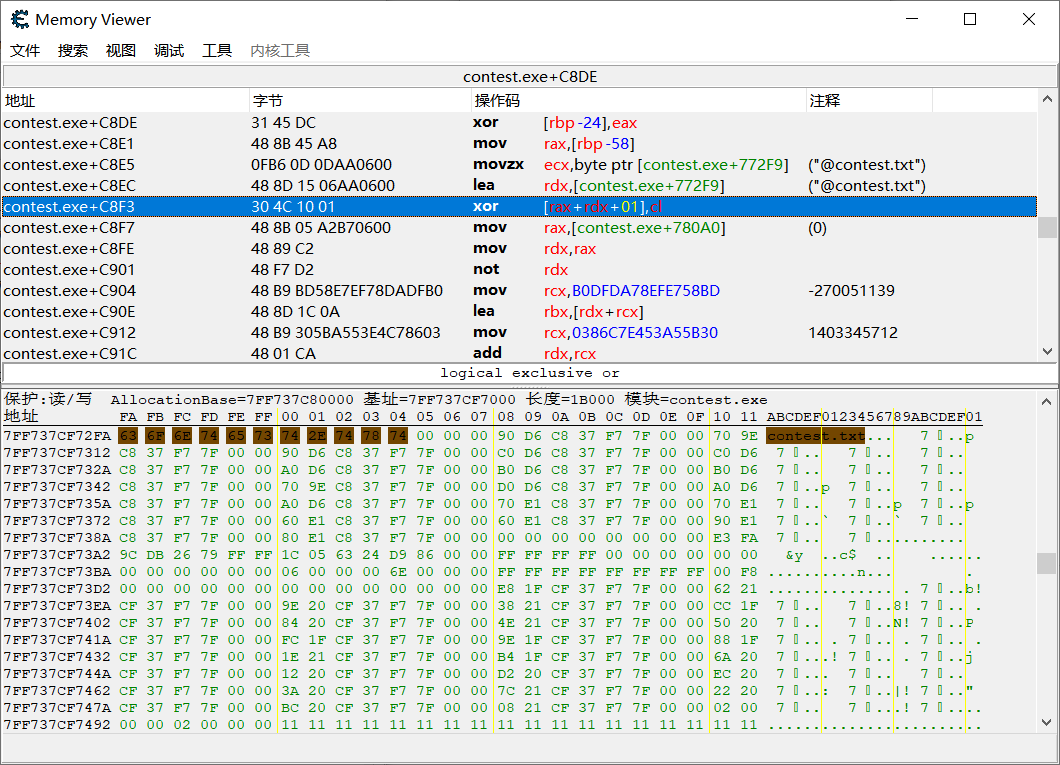 Memory Viewer
文件 搜索 视图 调试 工具 内核工具
contest.exe+C8DE
地址 字节 操作码 注释
contest.exe+C8DE 31 45 DC xor [rbp-24],eax
contest.exe+C8E1 48 8B 45 A8 mov rax,[rbp-58]
contest.exe+C8E5 0FB6 0D 0DAA0600 movzx ecx,byte ptr [contest.exe+772F9] ("@contest.txt")
contest.exe+C8EC 48 8D 15 06AA0600 lea rdx,[contest.exe+772F9] ("@contest.txt")
contest.exe+C8F3 30 4C 10 01 xor [rax+rdx+01],cl
contest.exe+C8F7 48 8B 05 A2B70600 mov rax,[contest.exe+780A0] (0)
contest.exe+C8FE 48 89 C2 mov rdx,rax
contest.exe+C901 48 F7 D2 not rdx
contest.exe+C904 48 B9 BD58E7EF78DADFB0 mov rcx,B0DFDA78EFE758BD -270051139
contest.exe+C90E 48 8D 1C 0A lea rbx,[rdx+rcx]
contest.exe+C912 48 B9 305BA553E4C78603 mov rcx,0386C7E453A55B30 1403345712
contest.exe+C91C 48 01 CA add rdx,rcx
logical exclusive or
保护:读/写 AllocationBase=7FF737C80000 基址=7FF737CF7000 长度=1B000 模块=contest.exe
地址 FA FB FC FD FE FF 00 01 02 03 04 05 06 07 08 09 0A 0B 0C 0D 0E 0F 10 11 ABCDEF0123456789ABCDEF01
7FF737CF72FA 63 6F 6E 74 65 73 74 2E 74 78 74 00 00 00 90 D6 C8 37 F7 7F 00 00 70 9E contest.txt... 7 ..p
7FF737CF7312 C8 37 F7 7F 00 00 90 D6 C8 37 F7 7F 00 00 C0 D6 C8 37 F7 7F 00 00 C0 D6 7 .. 7 .. 7 ..
7FF737CF732A C8 37 F7 7F 00 00 A0 D6 C8 37 F7 7F 00 00 B0 D6 C8 37 F7 7F 00 00 B0 D6 7 .. 7 .. 7 ..
7FF737CF7342 C8 37 F7 7F 00 00 70 9E C8 37 F7 7F 00 00 D0 D6 C8 37 F7 7F 00 00 A0 D6 7 ..p 7 .. 7 ..
7FF737CF735A C8 37 F7 7F 00 00 A0 D6 C8 37 F7 7F 00 00 70 E1 C8 37 F7 7F 00 00 70 E1 7 .. 7 ..p 7 ..p
7FF737CF7372 C8 37 F7 7F 00 00 60 E1 C8 37 F7 7F 00 00 60 E1 C8 37 F7 7F 00 00 90 E1 7 ..` 7 ..` 7 ..
7FF737CF738A C8 37 F7 7F 00 00 80 E1 C8 37 F7 7F 00 00 00 00 00 00 00 00 00 00 E3 FA 7 .. 7 ..........
7FF737CF73A2 9C DB 26 79 FF FF 1C 05 63 24 D9 86 00 00 FF FF FF FF 00 00 00 00 00 00 &y ..c$ .. ......
7FF737CF73BA 00 00 00 00 00 00 06 00 00 00 6E 00 00 00 FF FF FF FF FF FF FF FF 00 F8 ..........n... .
7FF737CF73D2 00 00 00 00 00 00 00 00 00 00 00 00 00 00 E8 1F CF 37 F7 7F 00 00 62 21 .............. . 7 ..b!
7FF737CF73EA CF 37 F7 7F 00 00 9E 20 CF 37 F7 7F 00 00 38 21 CF 37 F7 7F 00 00 CC 1F 7 .. 7 ..8! 7 .. .
7FF737CF7402 CF 37 F7 7F 00 00 84 20 CF 37 F7 7F 00 00 4E 21 CF 37 F7 7F 00 00 50 20 7 .. 7 ..N! 7 ..P
7FF737CF741A CF 37 F7 7F 00 00 FC 1F CF 37 F7 7F 00 00 9E 1F CF 37 F7 7F 00 00 88 1F 7 .. . 7 .. . 7 .. .
7FF737CF7432 CF 37 F7 7F 00 00 1E 21 CF 37 F7 7F 00 00 B4 1F CF 37 F7 7F 00 00 6A 20 7 ...! 7 .. . 7 ..j
7FF737CF744A CF 37 F7 7F 00 00 12 20 CF 37 F7 7F 00 00 D2 20 CF 37 F7 7F 00 00 EC 20 7 ... 7 .. 7 ..
7FF737CF7462 CF 37 F7 7F 00 00 3A 20 CF 37 F7 7F 00 00 7C 21 CF 37 F7 7F 00 00 22 20 7 ..: 7 ..|! 7 .."
7FF737CF747A CF 37 F7 7F 00 00 BC 20 CF 37 F7 7F 00 00 08 21 CF 37 F7 7F 00 00 02 00 7 .. 7 ...! 7 ....
7FF737CF7492 00 00 02 00 00 00 11 11 11 11 11 11 11 11 11 11 11 11 11 11 11 11 11 11 ........................